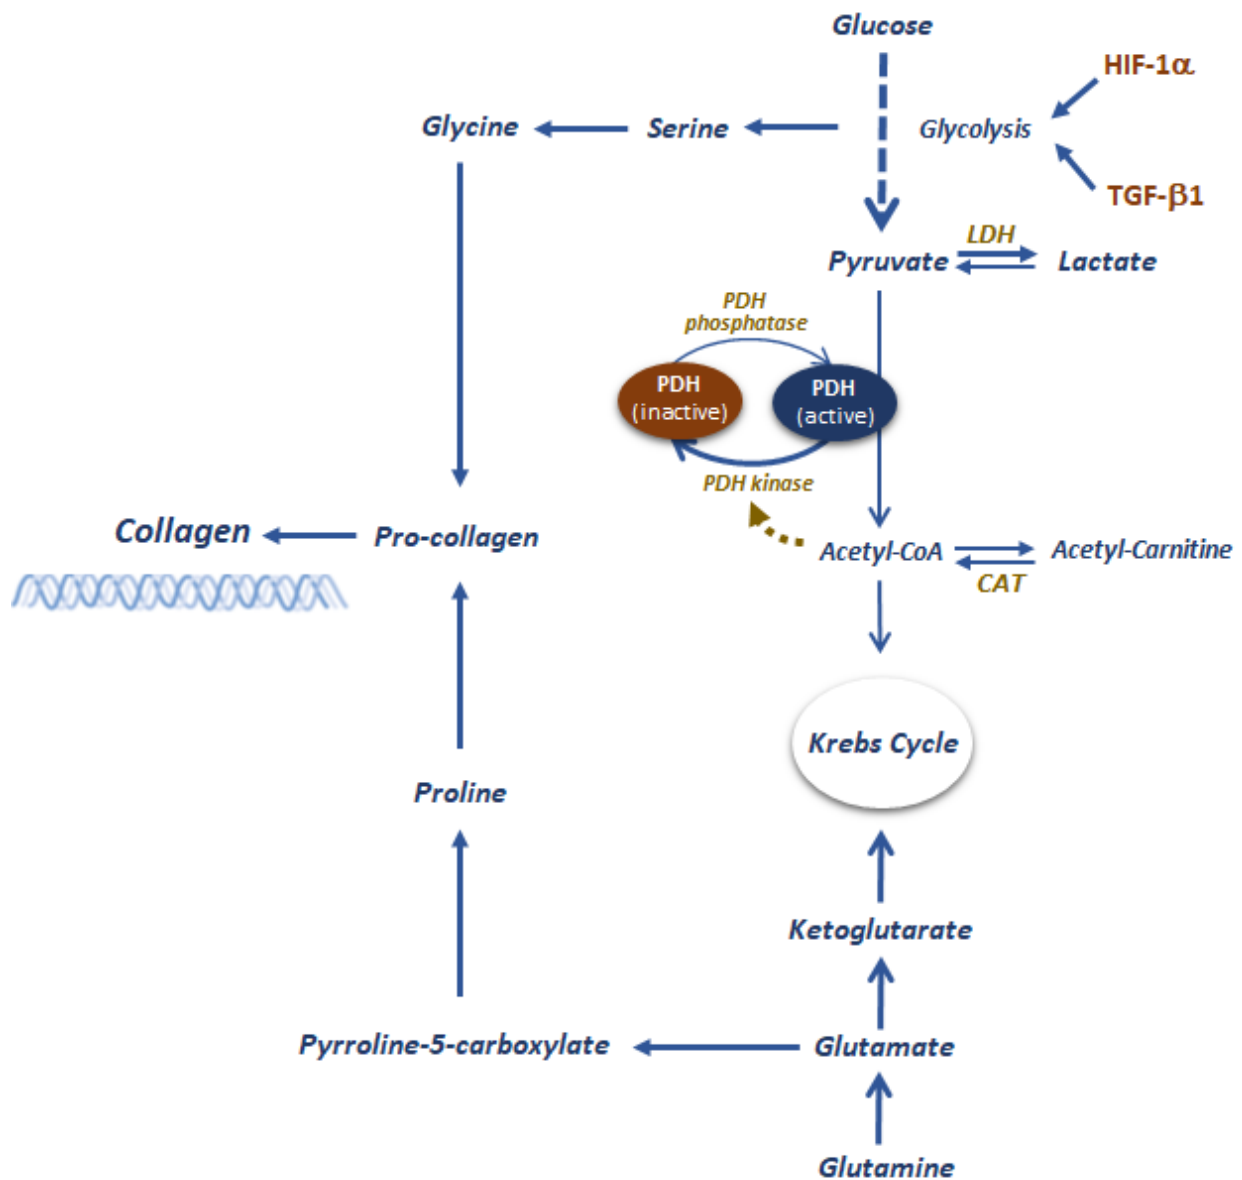 Glucose
HIF-1α
Glycine
Serine
Glycolysis
TGF-β1
LDH
Pyruvate
Lactate
PDH
phosphatase
PDH
(inactive)
PDH
(active)
PDH kinase
Collagen
Pro-collagen
Acetyl-CoA
Acetyl-Carnitine
CAT
Krebs Cycle
Proline
Ketoglutarate
Pyrroline-5-carboxylate
Glutamate
Glutamine